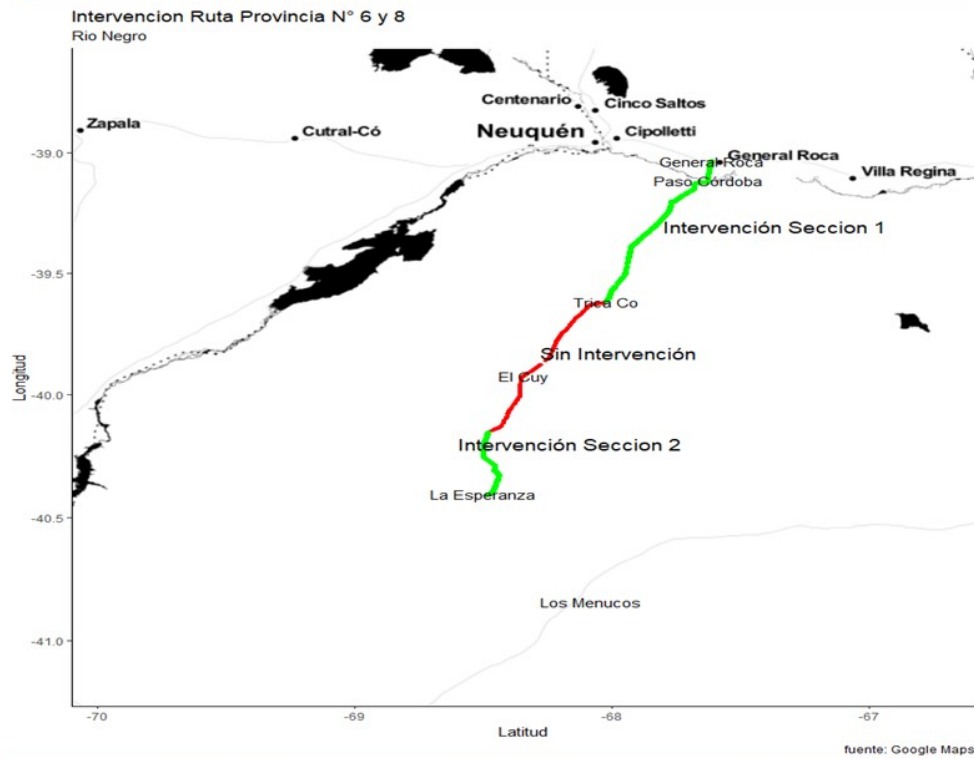 Intervencion Ruta Provincia N° 6 y 8
Rio Negro
Centenario
Cinco Saltos
Zapala
Cutral-Có
Neuquén
Cipolletti
-39.0
General Roca
General Roca
Villa Regina
Paso Córdoba
Intervención Seccion 1
-39.5
Trica Co
Sin Intervención
Longitud
El Cuy
-40.0
Intervención Seccion 2
La Esperanza
-40.5
Los Menucos
-41.0
-70
-69
-68
-67
Latitud
fuente: Google Maps